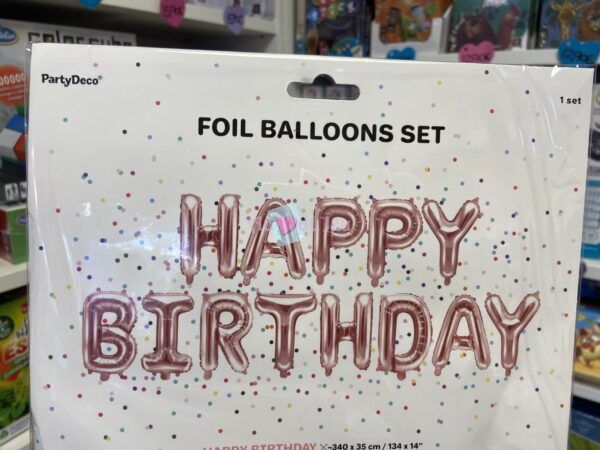 PartyDeco®
1 set
FOIL BALLOONS SET
HAPPY
BIRTHDAY
HAPPY BIRTHDAY ~340 x 35 cm / 134 x 14"